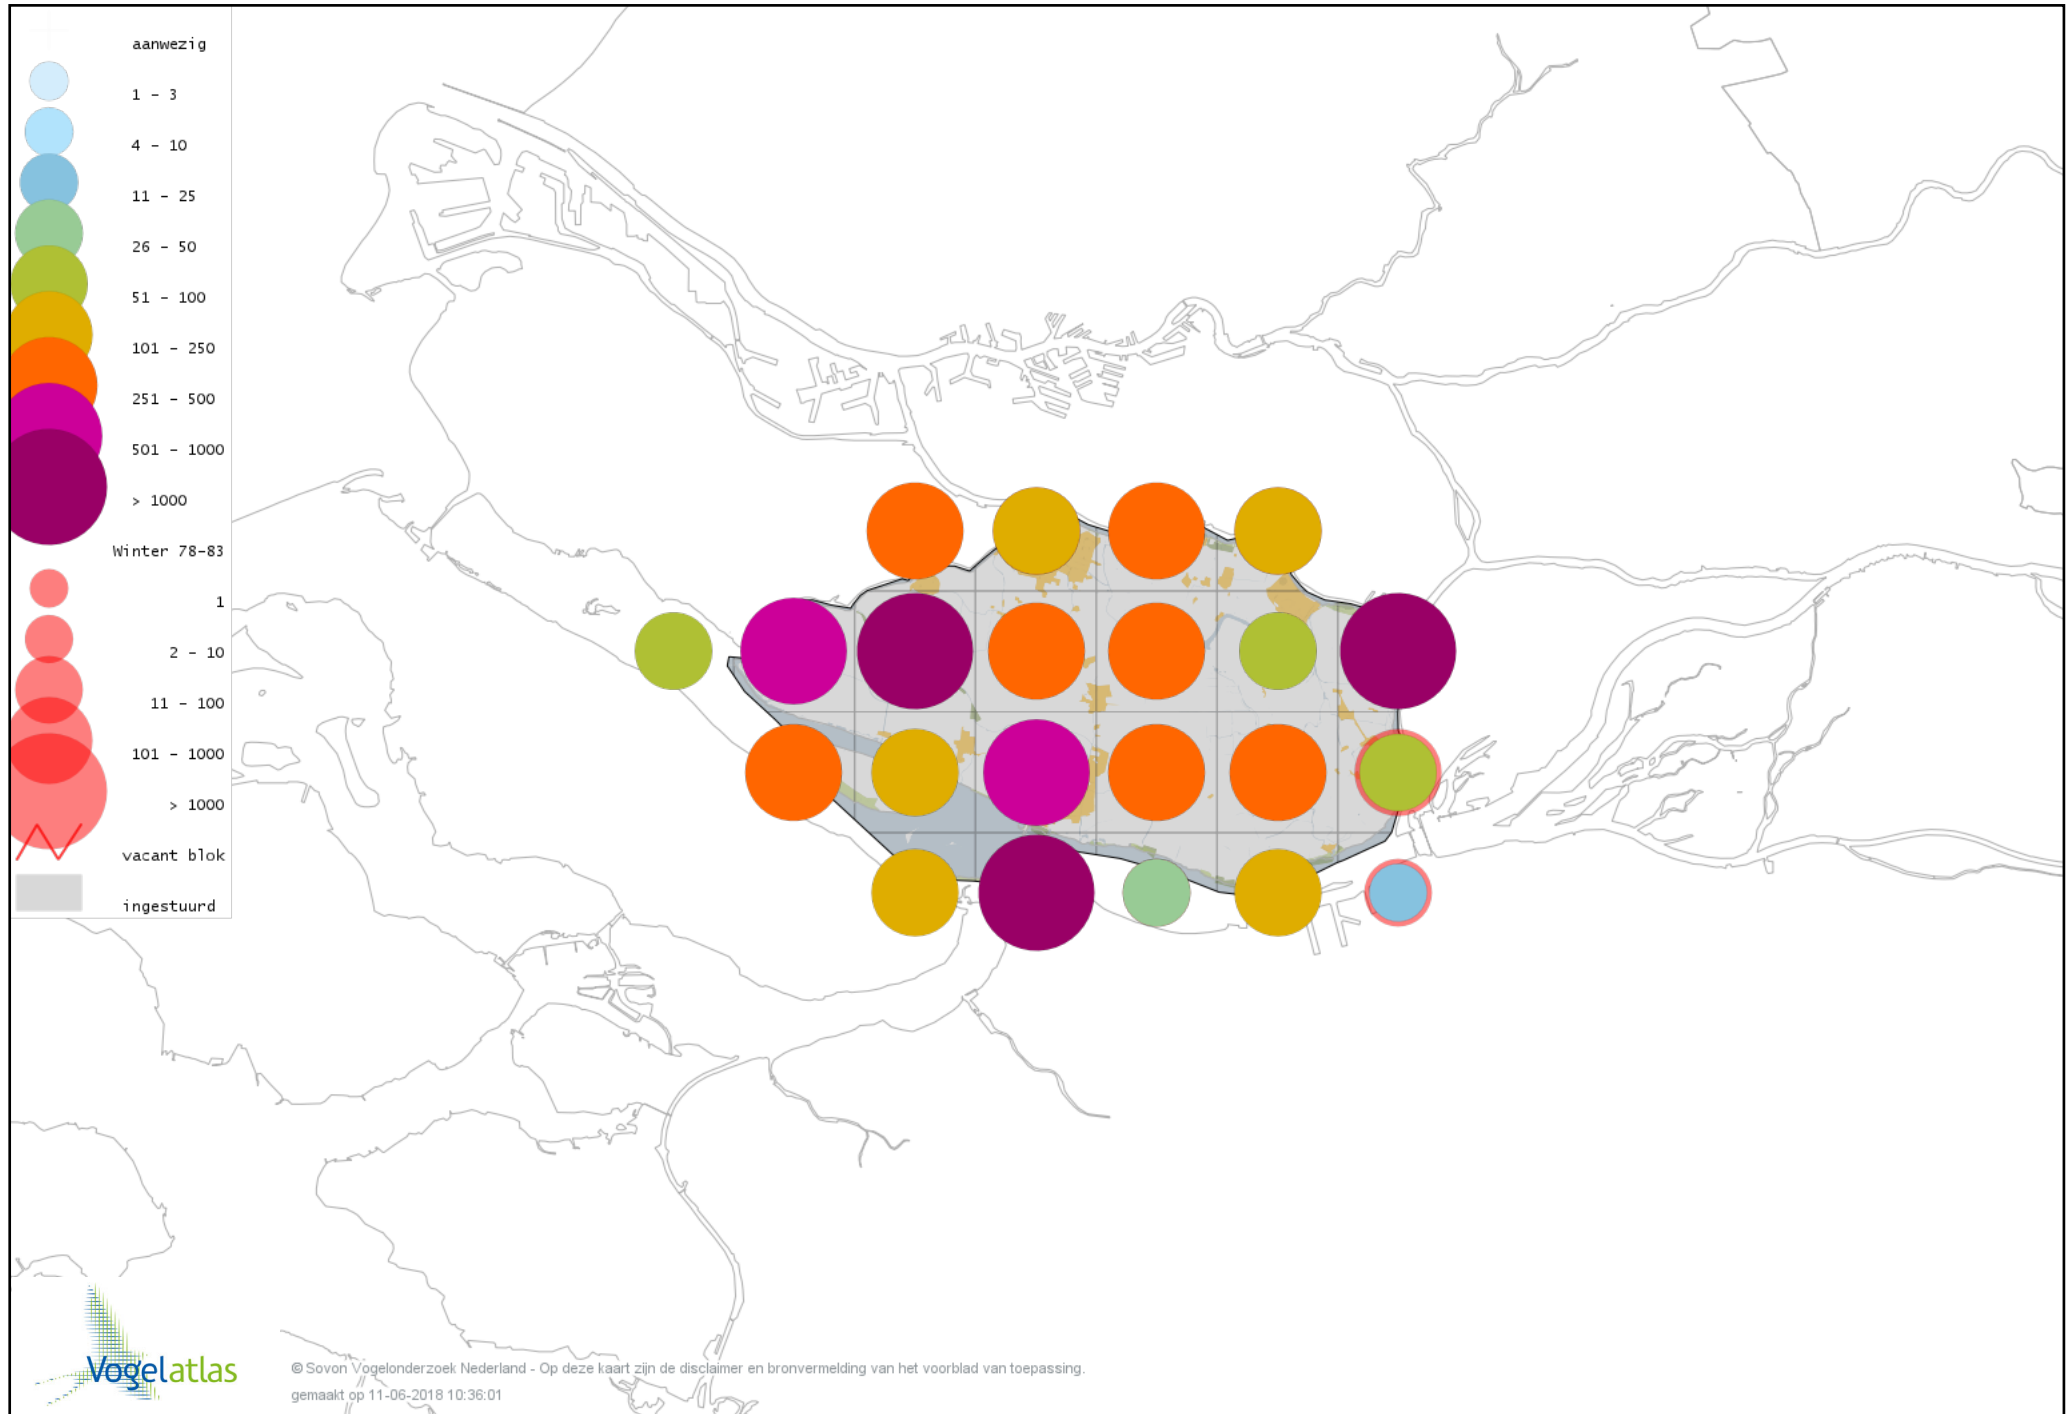 aanwezig
1 - 3
4 - 10
11 - 25
26 - 50
51 - 100
101 - 250
251 - 500
501 - 1000
> 1000
Winter 78-83
1
2 - 10
11 - 100
101 - 1000
> 1000
vacant blok
ingestuurd
Vogelatlas
© Sovon Vogelonderzoek Nederland - Op deze kaart zijn de disclaimer en bronvermelding van het voorblad van toepassing.
gemaakt op 11-06-2018 10:36:01